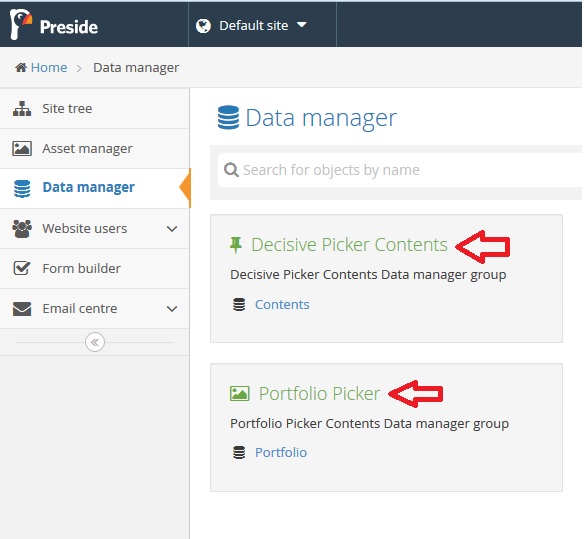 Preside
Default site
Home
Data manager
Site tree
Asset manager
Data manager
Website users
Form builder
Email centre
Data manager
Search for objects by name
Decisive Picker Contents
Decisive Picker Contents Data manager group
Contents
Portfolio Picker
Portfolio Picker Contents Data manager group
Portfolio